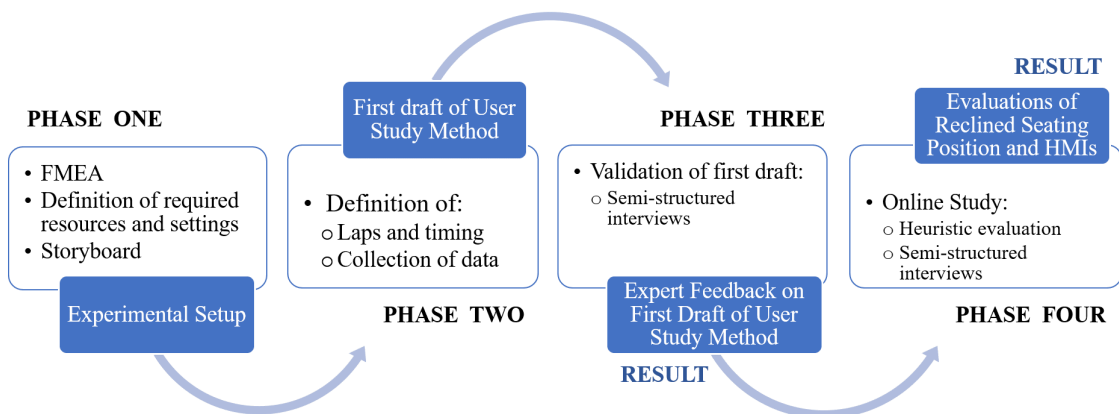 PHASE ONE
• FMEA
• Definition of required
resources and settings
• Storyboard
Experimental Setup
First draft of User
Study Method
• Definition of:
o Laps and timing
o Collection of data
PHASE TWO
PHASE THREE
• Validation of first draft:
o Semi-structured
interviews
Expert Feedback on
First Draft of User
Study Method
RESULT
RESULT
Evaluations of
Reclined Seating
Position and HMIs
• Online Study:
o Heuristic evaluation
o Semi-structured
interviews
PHASE FOUR